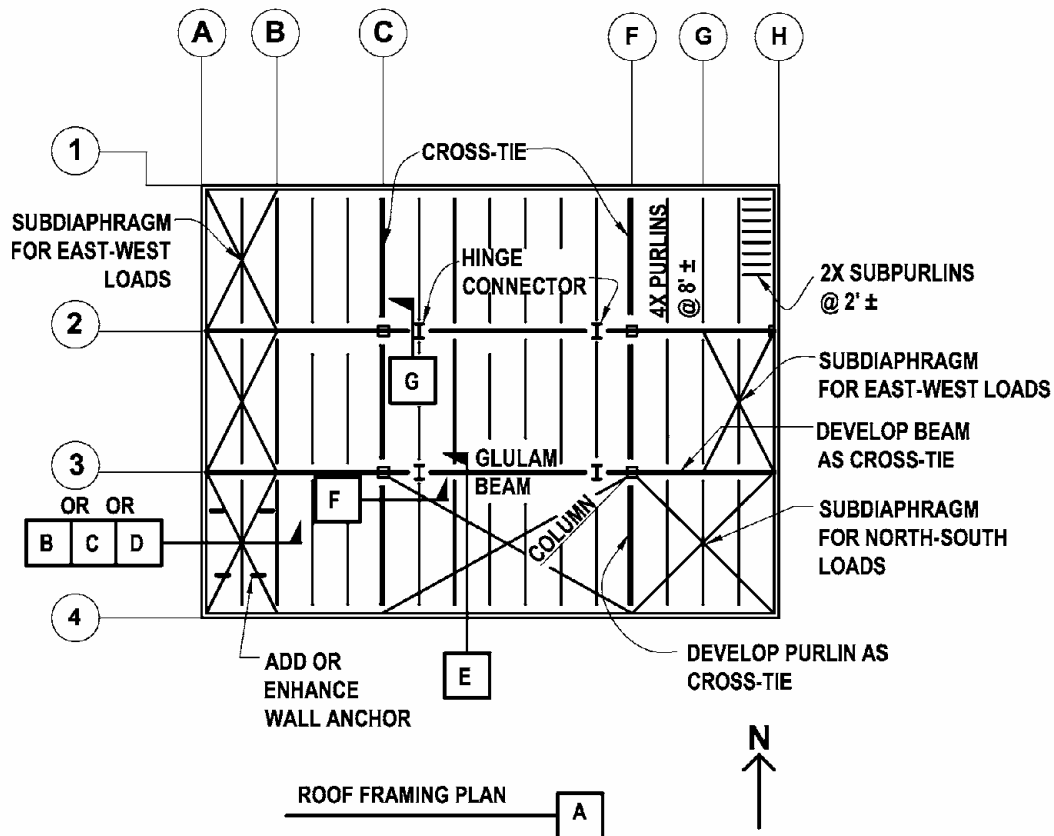 A
B
C
F
G
H
1
CROSS-TIE
SUBDIAPHRAGM
FOR EAST-WEST
LOADS
HINGE
CONNECTOR
4X PURLINS
@ 8' ±
2X SUBPURLINS
@ 2' ±
2
G
SUBDIAPHRAGM
FOR EAST-WEST LOADS
DEVELOP BEAM
AS CROSS-TIE
3
GLULAM
BEAM
OR OR
B C D
F
COLUMN
SUBDIAPHRAGM
FOR NORTH-SOUTH
LOADS
4
ADD OR
ENHANCE
WALL ANCHOR
E
DEVELOP PURLIN AS
CROSS-TIE
N
ROOF FRAMING PLAN
A